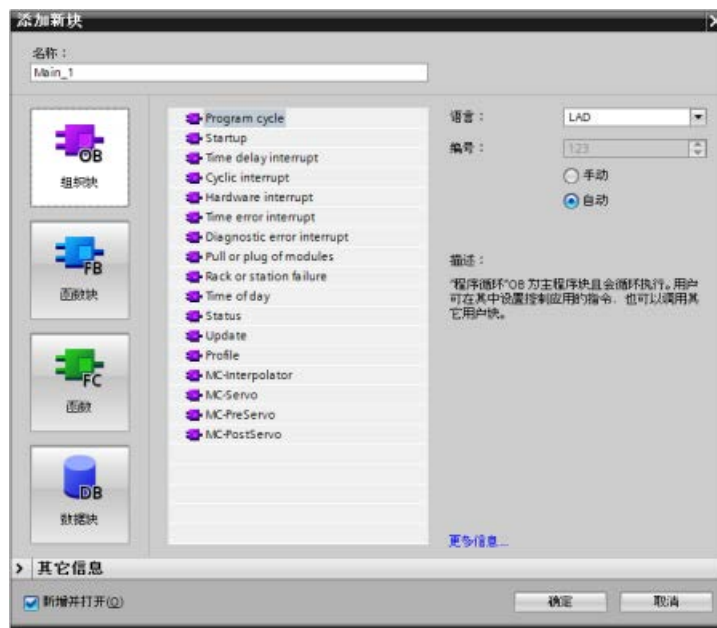 添加新块
名称：
Main_1
OB
组织块
FB
函数块
FC
函数
DB
数据块
Program cycle
Startup
Time delay interrupt
Cyclic interrupt
Hardware interrupt
Time error interrupt
Diagnostic error interrupt
Pull or plug of modules
Rack or station failure
Time of day
Status
Update
Profile
MC-Interpolator
MC-Servo
MC-PreServo
MC-PostServo
语言：
LAD
编号：
123
手动
自动
描述：
“程序循环”OB 为主程序块且会循环执行。用户
可在其中设置控制应用的指令，也可以调用其
它用户块。
更多信息...
其它信息
新增并打开(O)
确定
取消